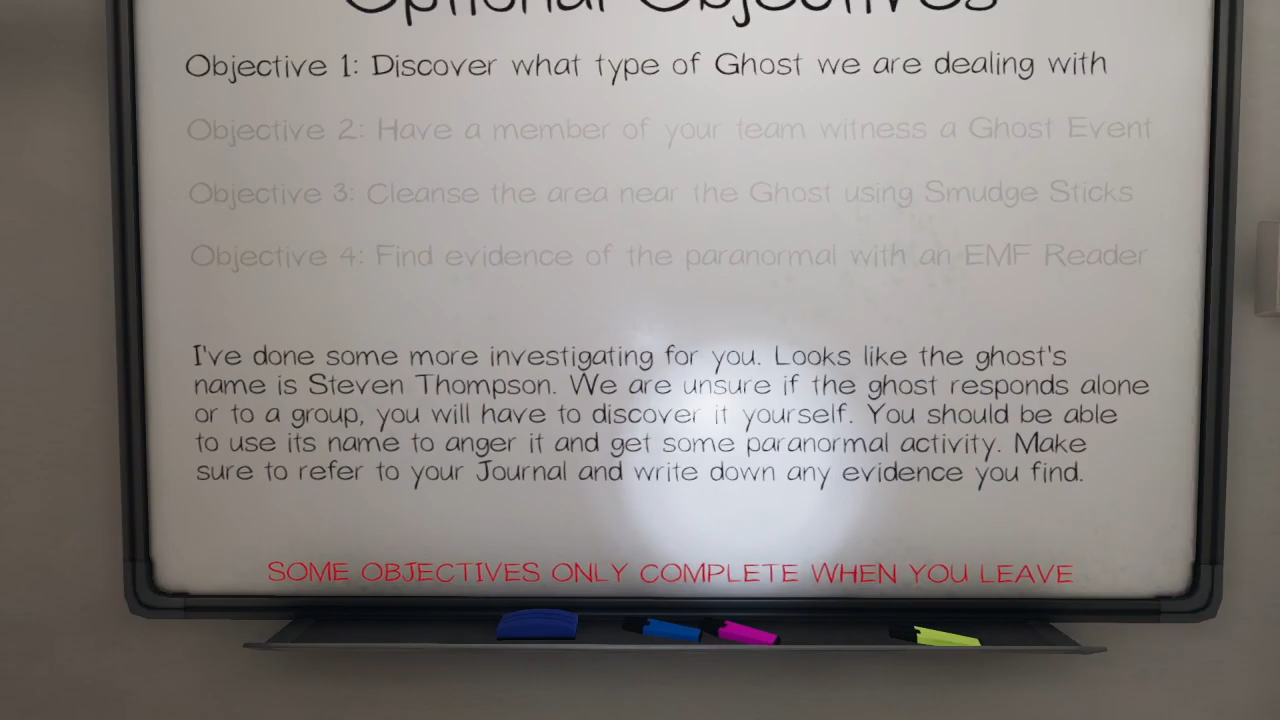 Optional Objectives
Objective 1: Discover what type of Ghost we are dealing with
Objective 2: Have a member of your team witness a Ghost Event
Objective 3: Cleanse the area near the Ghost using Smudge Sticks
Objective 4: Find evidence of the paranormal with an EMF Reader
I've done some more investigating for you. Looks like the ghost's
name is Steven Thompson. We are unsure if the ghost responds alone
or to a group, you will have to discover it yourself. You should be able
to use its name to anger it and get some paranormal activity. Make
sure to refer to your Journal and write down any evidence you find.
SOME OBJECTIVES ONLY COMPLETE WHEN YOU LEAVE